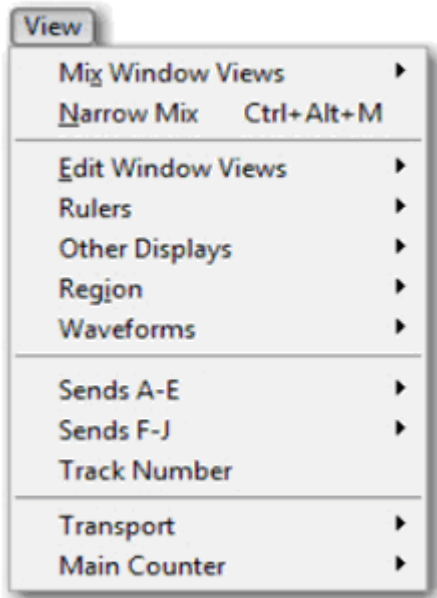 View
Mix Window Views
Narrow Mix Ctrl+Alt+M
Edit Window Views
Rulers
Other Displays
Region
Waveforms
Sends A-E
Sends F-J
Track Number
Transport
Main Counter